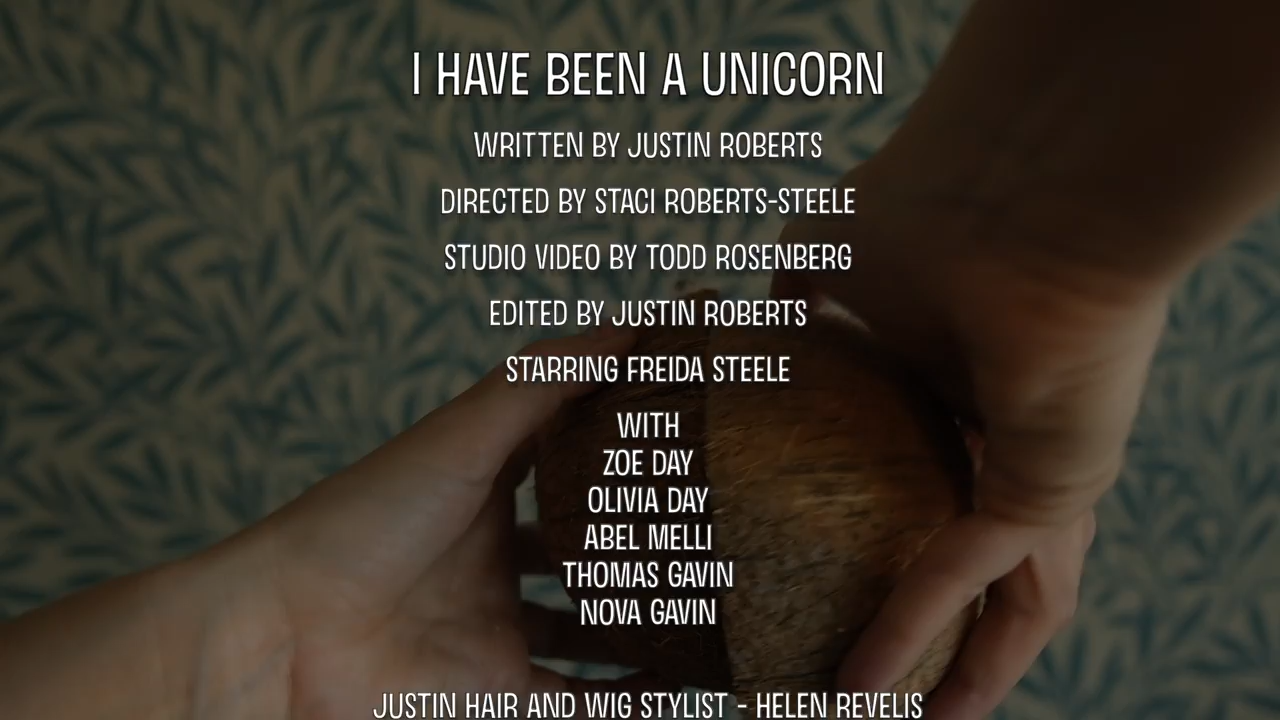 I HAVE BEEN A UNICORN
WRITTEN BY JUSTIN ROBERTS
DIRECTED BY STACI ROBERTS-STEELE
STUDIO VIDEO BY TODD ROSENBERG
EDITED BY JUSTIN ROBERTS
STARRING FREIDA STEELE
WITH
ZOE DAY
OLIVIA DAY
ABEL MELLI
THOMAS GAVIN
NOVA GAVIN
JUSTIN HAIR AND WIG STYLIST - HELEN REVELIS